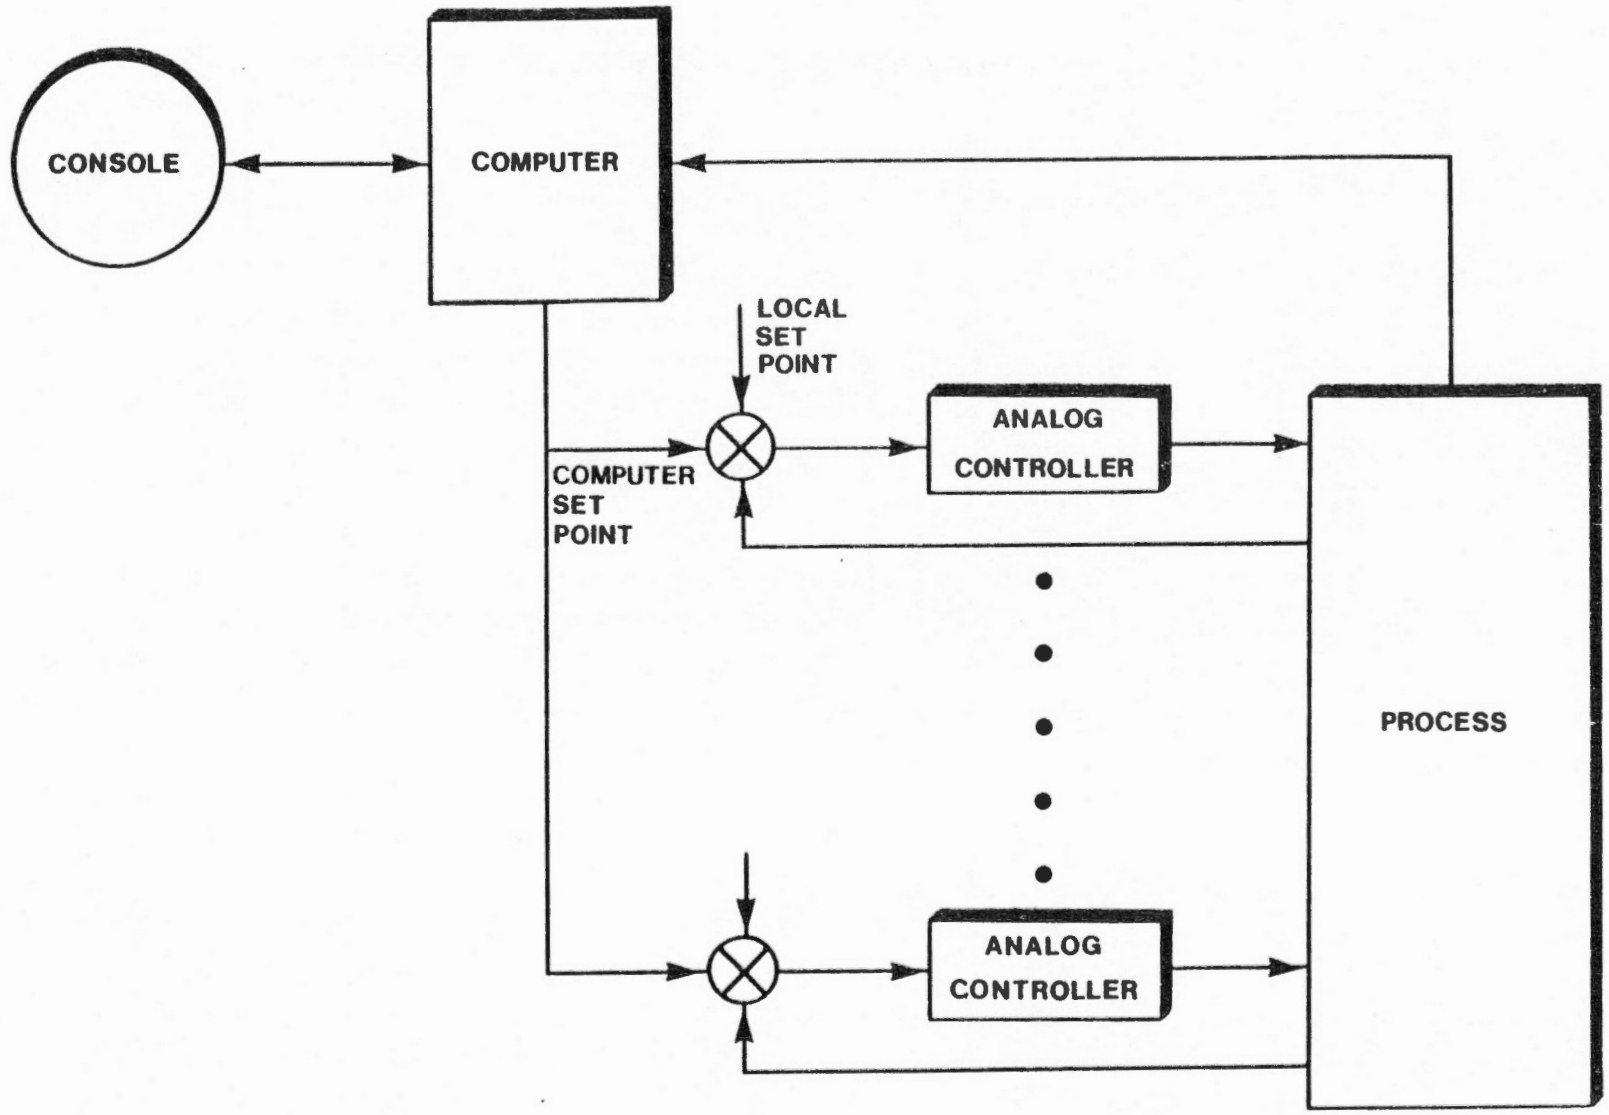 CONSOLE
COMPUTER
LOCAL
SET
POINT
COMPUTER
SET
POINT
ANALOG
CONTROLLER
PROCESS
ANALOG
CONTROLLER